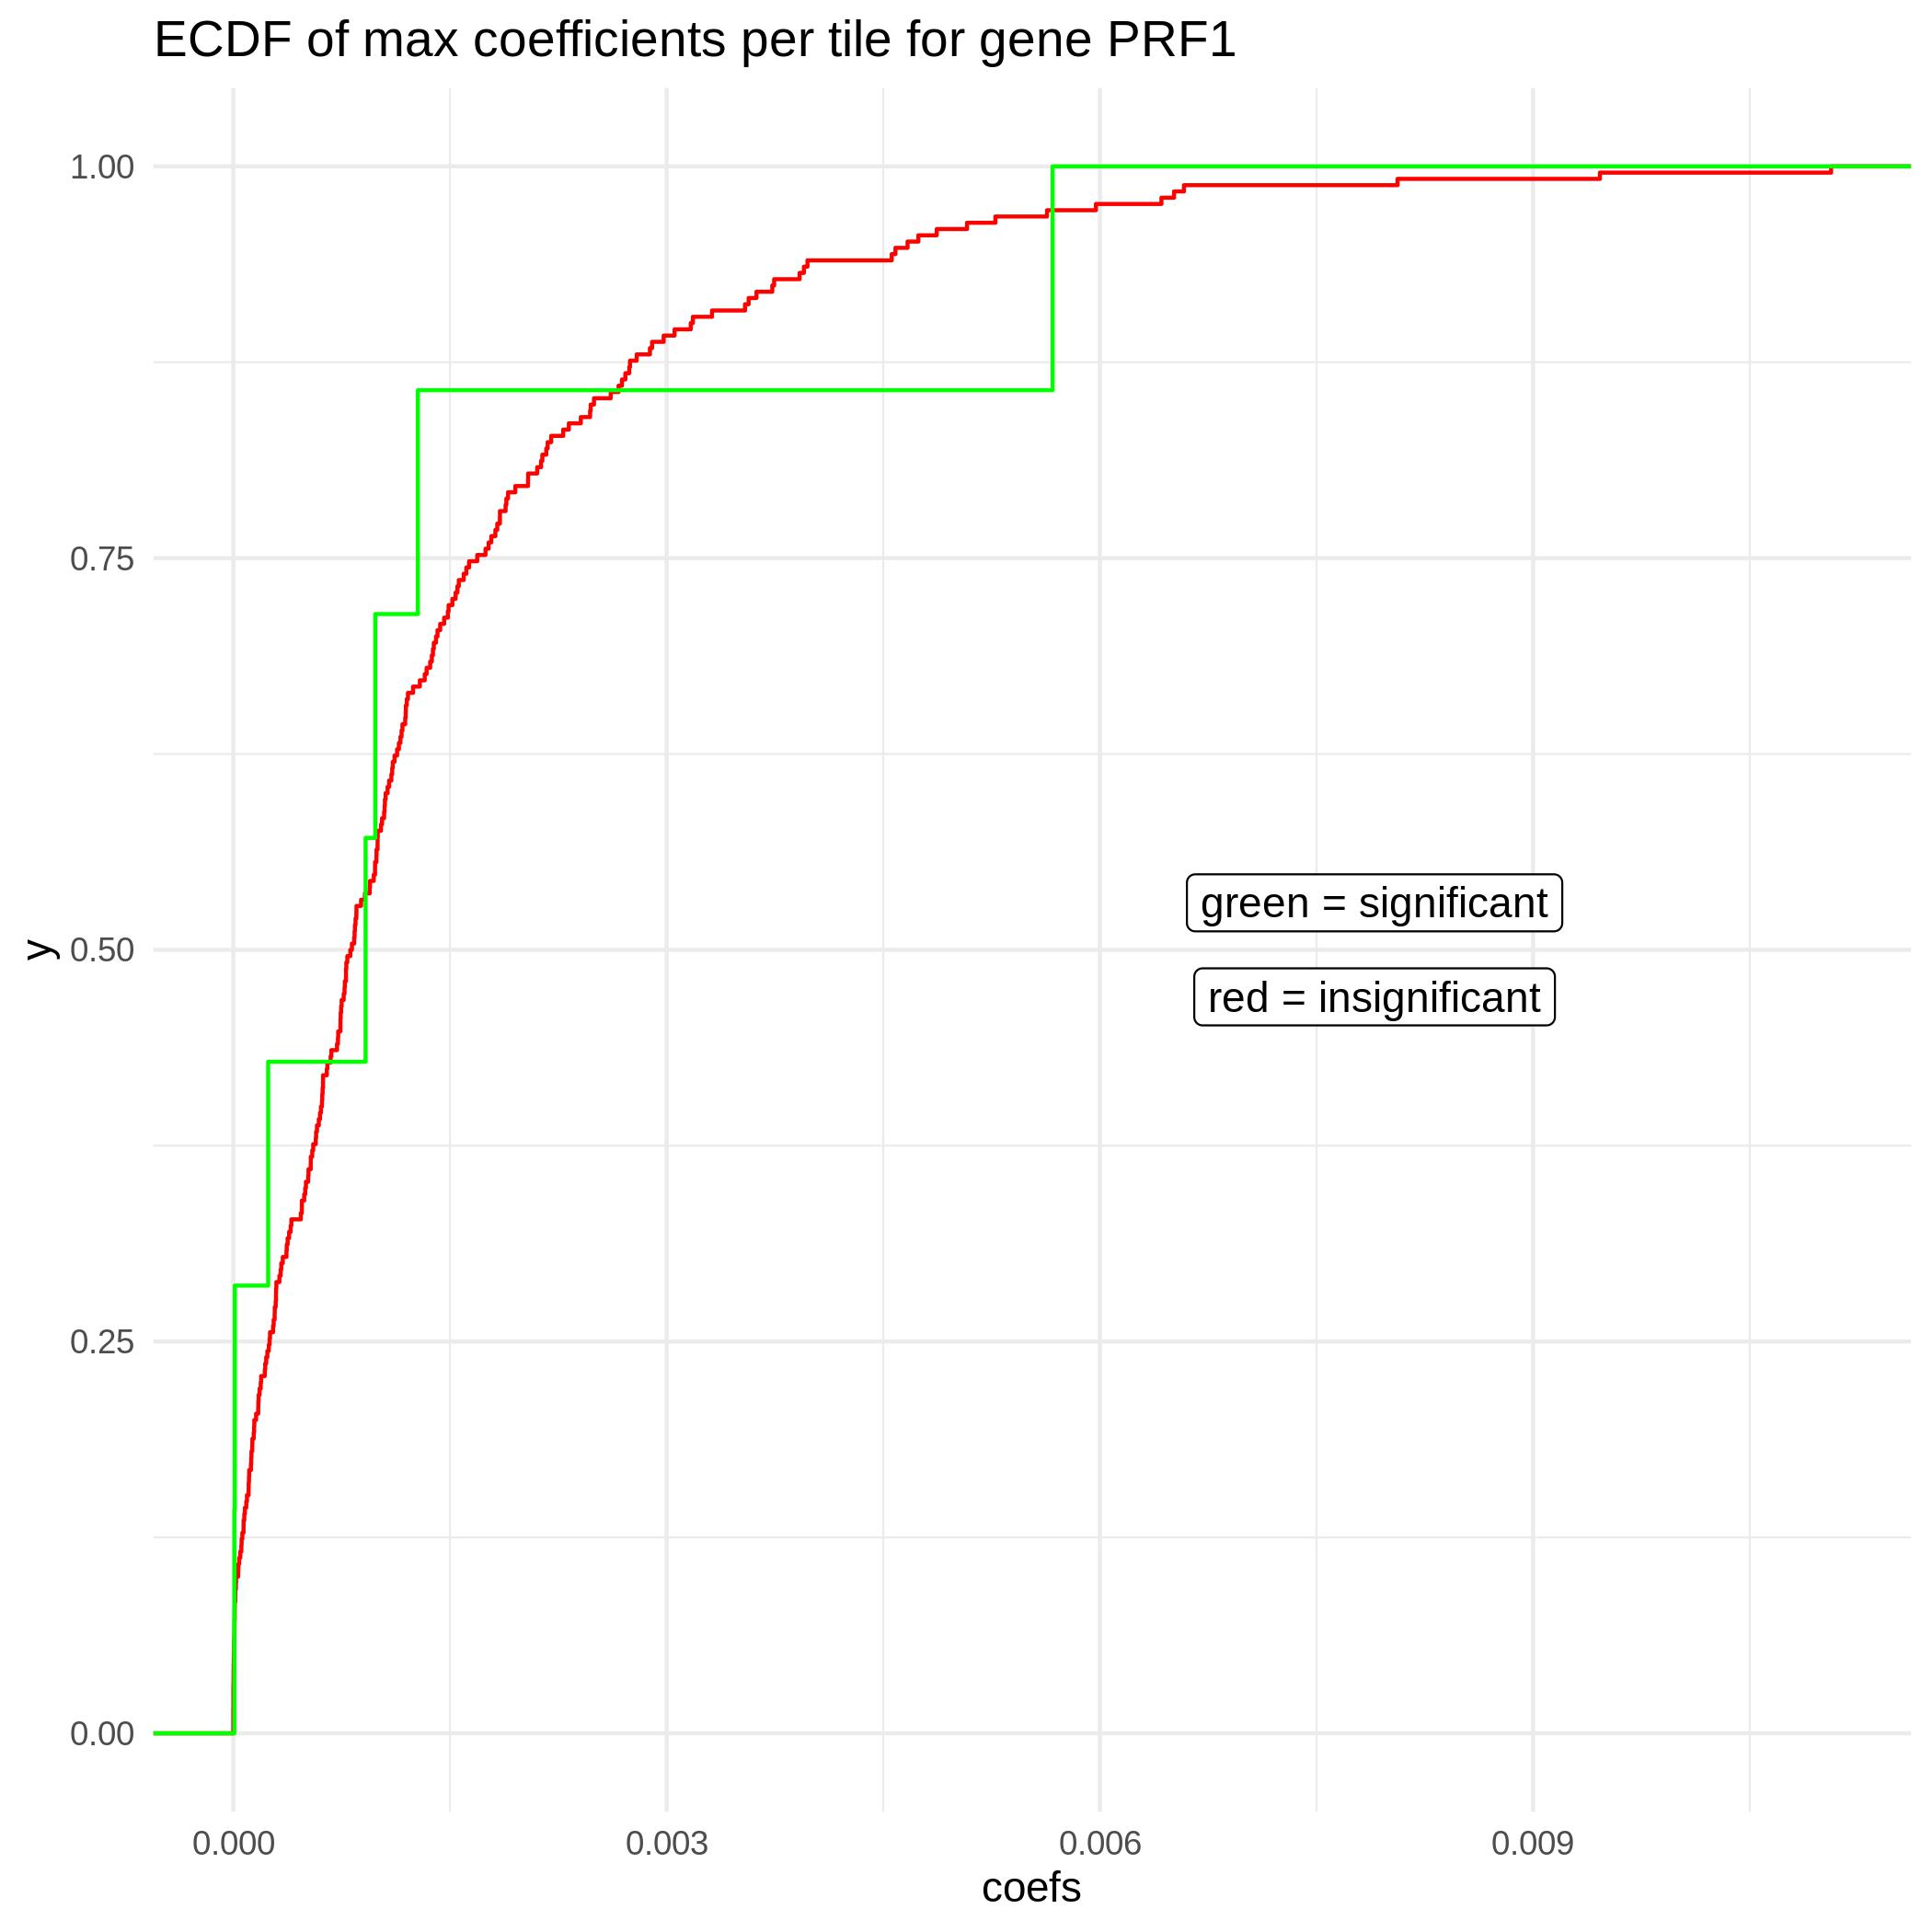 ECDF of max coefficients per tile for gene PRF1
1.00
0.75
0.50
0.25
0.00
y
green = significant
red = insignificant
0.000 0.003 0.006 0.009
coefs